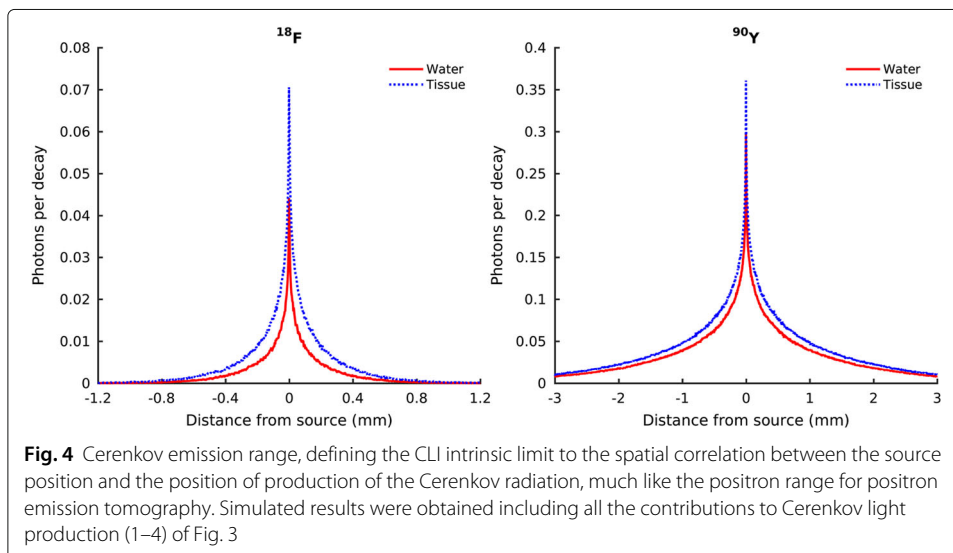 ¹⁸F
0.08
0.07
0.06
0.05
0.04
0.03
0.02
0.01
0
Photons per decay
Water
Tissue
-1.2 -0.8 -0.4 0 0.4 0.8 1.2
Distance from source (mm)
⁹⁰Y
0.4
0.35
0.3
0.25
0.2
0.15
0.1
0.05
0
Photons per decay
Water
Tissue
-3 -2 -1 0 1 2 3
Distance from source (mm)
Fig. 4 Cerenkov emission range, defining the CLI intrinsic limit to the spatial correlation between the source
position and the position of production of the Cerenkov radiation, much like the positron range for positron
emission tomography. Simulated results were obtained including all the contributions to Cerenkov light
production (1–4) of Fig. 3